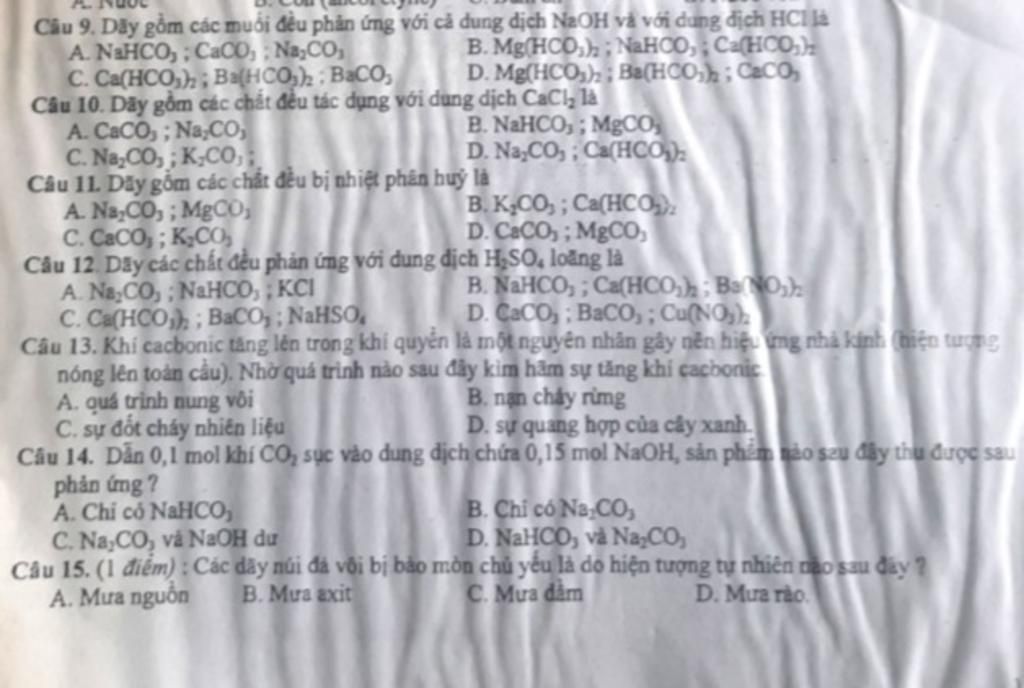 A. Nước B. Cồn
Câu 9. Dãy gồm các muối đều phản ứng với cả dung dịch NaOH và với dung dịch HCl là
A. NaHCO₃ ; CaCO₃ ; Na₂CO₃ B. Mg(HCO₃)₂ ; NaHCO₃ ; Ca(HCO₃)₂
C. Ca(HCO₃)₂ ; Ba(HCO₃)₂ ; BaCO₃ D. Mg(HCO₃)₂ ; Ba(HCO₃)₂ ; CaCO₃
Câu 10. Dãy gồm các chất đều tác dụng với dung dịch CaCl₂ là
A. CaCO₃ ; Na₂CO₃ B. NaHCO₃ ; MgCO₃
C. Na₂CO₃ ; K₂CO₃ ; D. Na₂CO₃ ; Ca(HCO₃)₂
Câu 11. Dãy gồm các chất đều bị nhiệt phân huỷ là
A. Na₂CO₃ ; MgCO₃ B. K₂CO₃ ; Ca(HCO₃)₂
C. CaCO₃ ; K₂CO₃ D. CaCO₃ ; MgCO₃
Câu 12. Dãy các chất đều phản ứng với dung dịch H₂SO₄ loãng là
A. Na₂CO₃ ; NaHCO₃ ; KCl B. NaHCO₃ ; Ca(HCO₃)₂ ; Ba(NO₃)₂
C. Ca(HCO₃)₂ ; BaCO₃ ; NaHSO₄ D. CaCO₃ ; BaCO₃ ; Cu(NO₃)₂
Câu 13. Khí cacbonic tăng lên trong khí quyển là một nguyên nhân gây nên hiệu ứng nhà kính (hiện tượng
nóng lên toàn cầu). Nhờ quá trình nào sau đây kìm hãm sự tăng khí cacbonic.
A. quá trình nung vôi B. nạn cháy rừng
C. sự đốt cháy nhiên liệu D. sự quang hợp của cây xanh.
Câu 14. Dẫn 0,1 mol khí CO₂ sục vào dung dịch chứa 0,15 mol NaOH, sản phẩm nào sau đây thu được sau
phản ứng ?
A. Chỉ có NaHCO₃ B. Chỉ có Na₂CO₃
C. Na₂CO₃ và NaOH dư D. NaHCO₃ và Na₂CO₃
Câu 15. (1 điểm) : Các dãy núi đá vôi bị bào mòn chủ yếu là do hiện tượng tự nhiên nào sau đây ?
A. Mưa nguồn B. Mưa axit C. Mưa dầm D. Mưa rào.